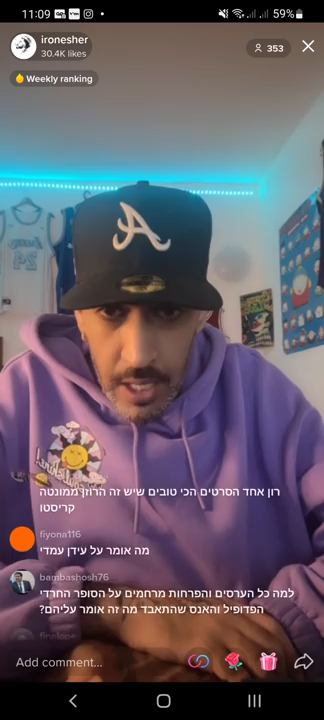 11:09
59%
ironesher
30.4K likes
353
Weekly ranking
A
24
רון אחד הסרטים הכי טובים שיש זה הרוזן ממונטה
קריסטו
fiyona116
מה אומר על עידן עמדי
bambashosh76
למה כל הערסים והפרחות מרחמים על הסופר החרדי
הפדופיל והאנס שהתאבד מה זה אומר עליהם?
Add comment...